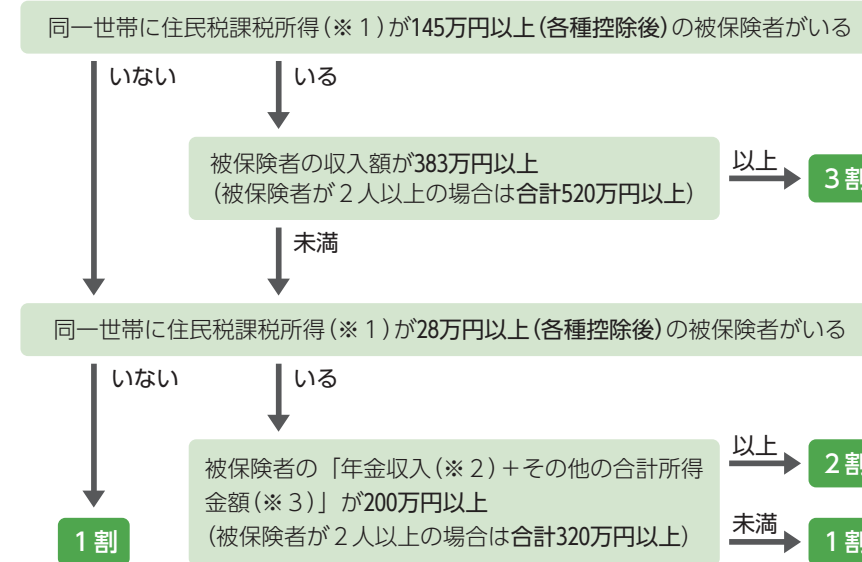 同一世帯に住民税課税所得(※1)が145万円以上(各種控除後)の被保険者がいる
いない
いる
被保険者の収入額が383万円以上
(被保険者が2人以上の場合は合計520万円以上)
以上
3割
未満
同一世帯に住民税課税所得(※1)が28万円以上(各種控除後)の被保険者がいる
いない
いる
被保険者の「年金収入(※2)+その他の合計所得
金額(※3)」が200万円以上
(被保険者が2人以上の場合は合計320万円以上)
以上
2割
未満
1割
1割